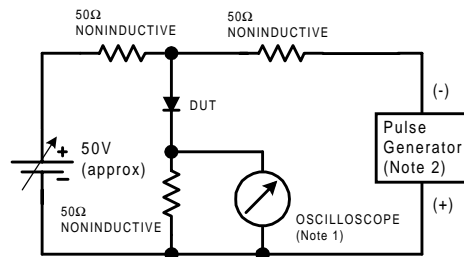 50Ω
NONINDUCTIVE
50Ω
NONINDUCTIVE
(-)
DUT
+
50V
(approx)
−
Pulse
Generator
(Note 2)
50Ω
NONINDUCTIVE
(+)
OSCILLOSCOPE
(Note 1)